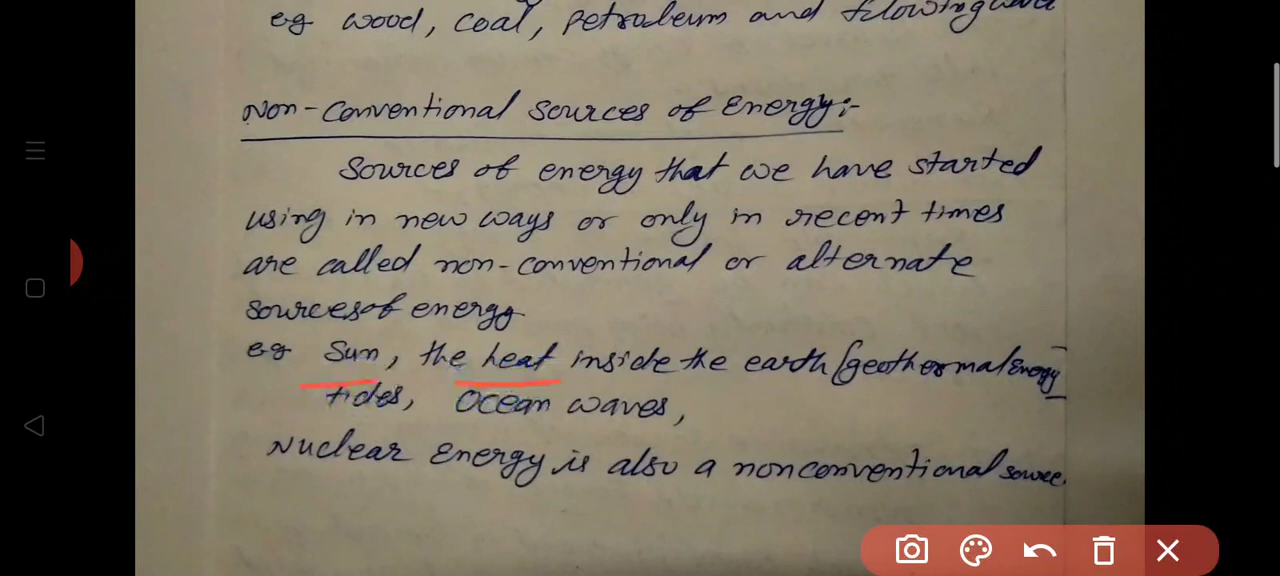 eg wood, coal, petroleum and flowing
Non-Conventional Sources of Energy:-
Sources of energy that we have started
using in new ways or only in recent times
are called non-conventional or alternate
sources of energy
eg Sun, the heat inside the earth [geothermal Energy]
tides, Ocean waves,
Nuclear Energy is also a nonconventional source.